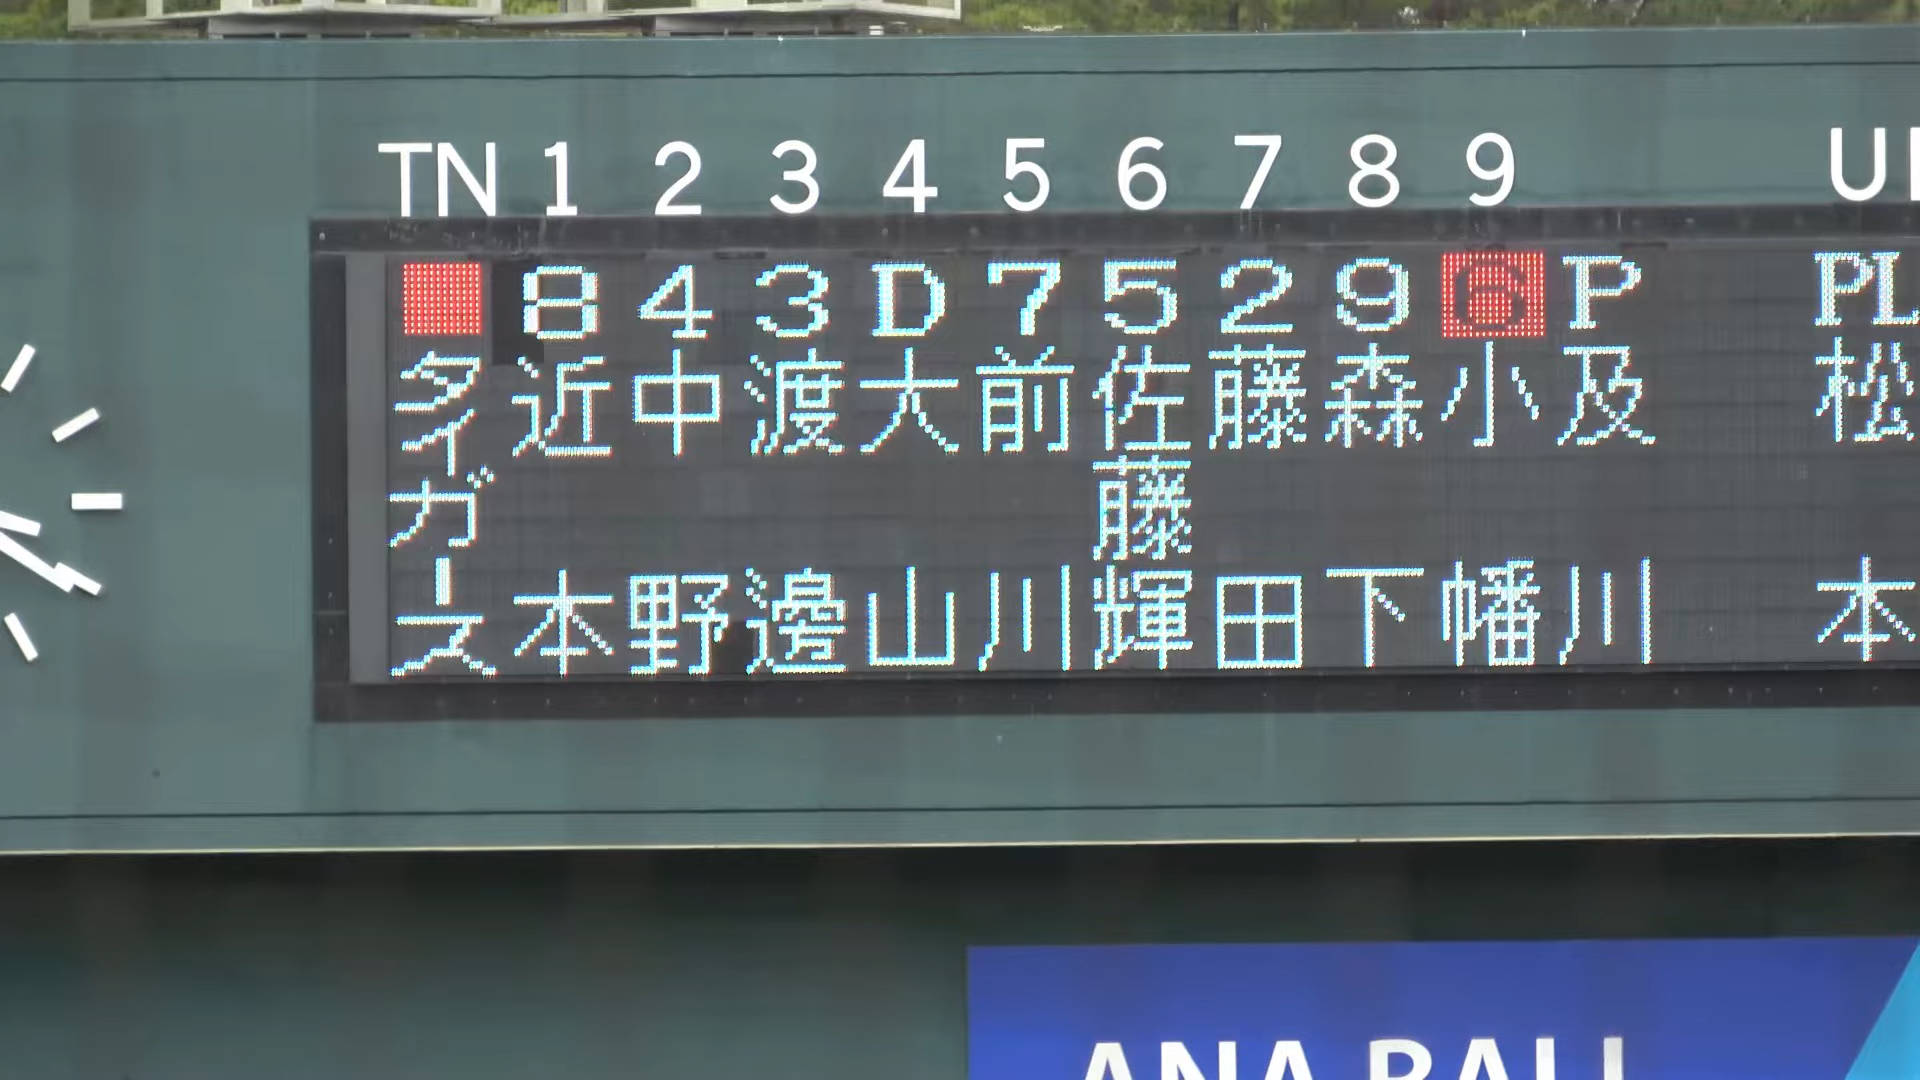 TN 1 2 3 4 5 6 7 8 9 U
8 4 3 D 7 5 2 9 6 P PL
タイガース
近本
中野
渡邊
大山
前川
佐藤輝
藤田
森下
小幡
及川
松本
ANA BALL